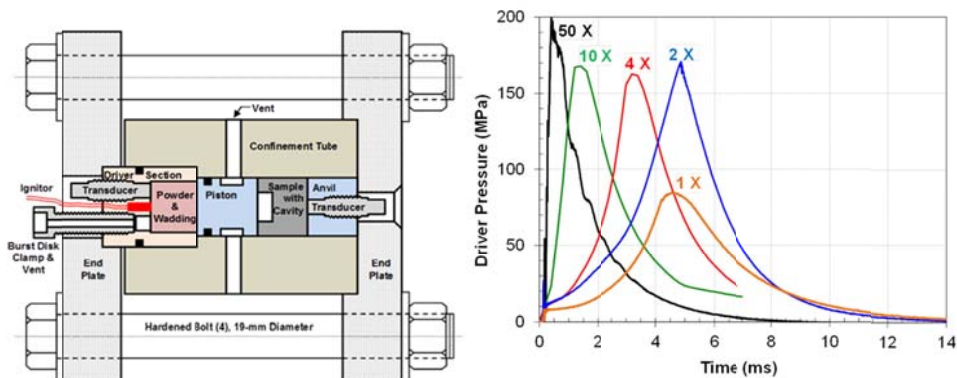 Vent
Confinement Tube
Driver Section
Ignitor
Transducer
Powder
&
Wadding
Piston
Sample
with
Cavity
Anvil
Transducer
Burst Disk
Clamp &
Vent
End
Plate
End
Plate
Hardened Bolt (4), 19-mm Diameter
Driver Pressure (MPa)
200
150
100
50
0
50 X
10 X
4 X
2 X
1 X
0 2 4 6 8 10 12 14
Time (ms)